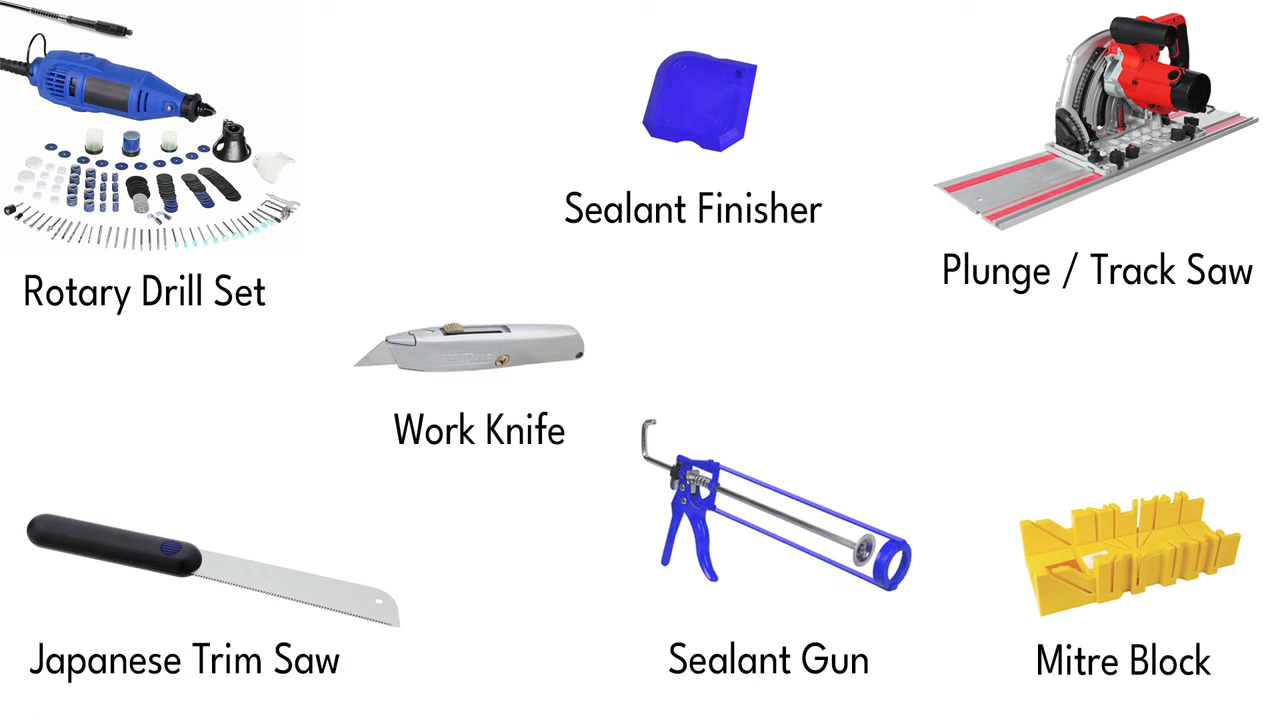 Sealant Finisher
Plunge / Track Saw
Rotary Drill Set
Work Knife
Japanese Trim Saw
Sealant Gun
Mitre Block